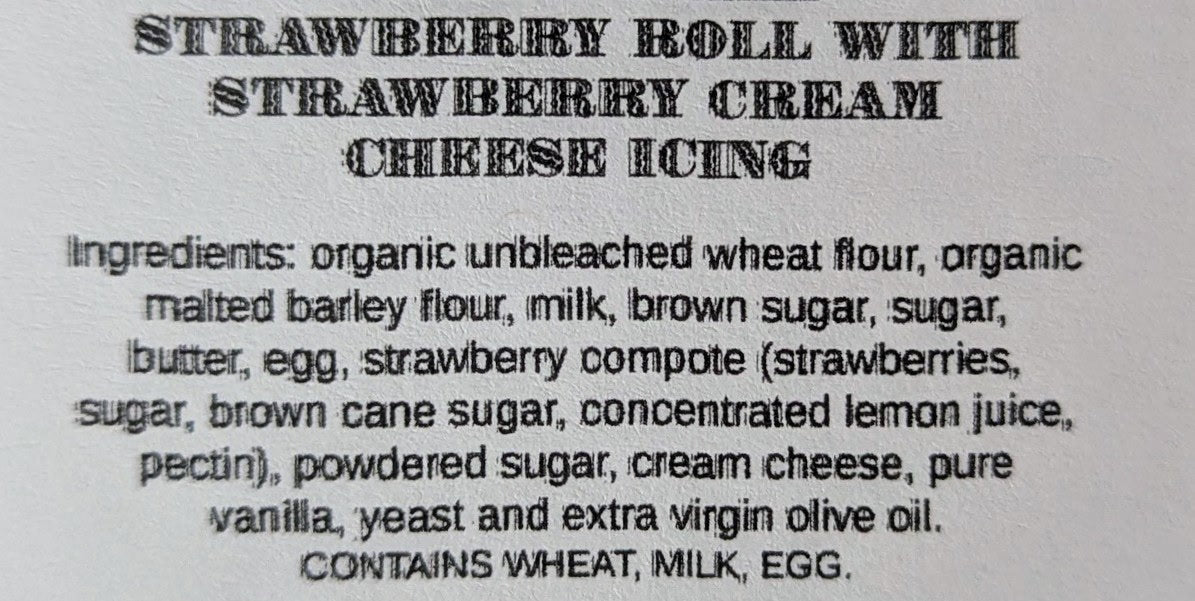 STRAWBERRY ROLL WITH
STRAWBERRY CREAM
CHEESE ICING
Ingredients: organic unbleached wheat flour, organic
malted barley flour, milk, brown sugar, sugar,
butter, egg, strawberry compote (strawberries,
sugar, brown cane sugar, concentrated lemon juice,
pectin), powdered sugar, cream cheese, pure
vanilla, yeast and extra virgin olive oil.
CONTAINS WHEAT, MILK, EGG.